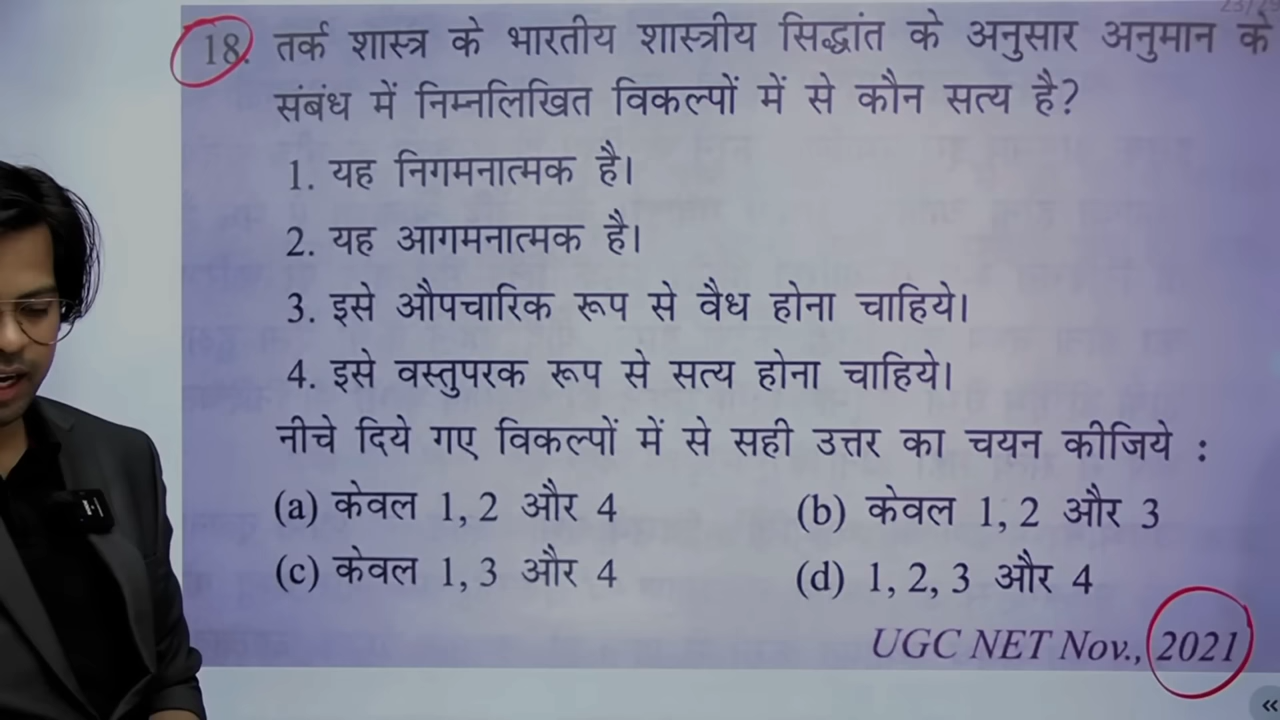 18. तर्क शास्त्र के भारतीय शास्त्रीय सिद्धांत के अनुसार अनुमान के
संबंध में निम्नलिखित विकल्पों में से कौन सत्य है?
1. यह निगमनात्मक है।
2. यह आगमनात्मक है।
3. इसे औपचारिक रूप से वैध होना चाहिये।
4. इसे वस्तुपरक रूप से सत्य होना चाहिये।
नीचे दिये गए विकल्पों में से सही उत्तर का चयन कीजिये :
(a) केवल 1, 2 और 4 (b) केवल 1, 2 और 3
(c) केवल 1, 3 और 4 (d) 1, 2, 3 और 4
UGC NET Nov., 2021